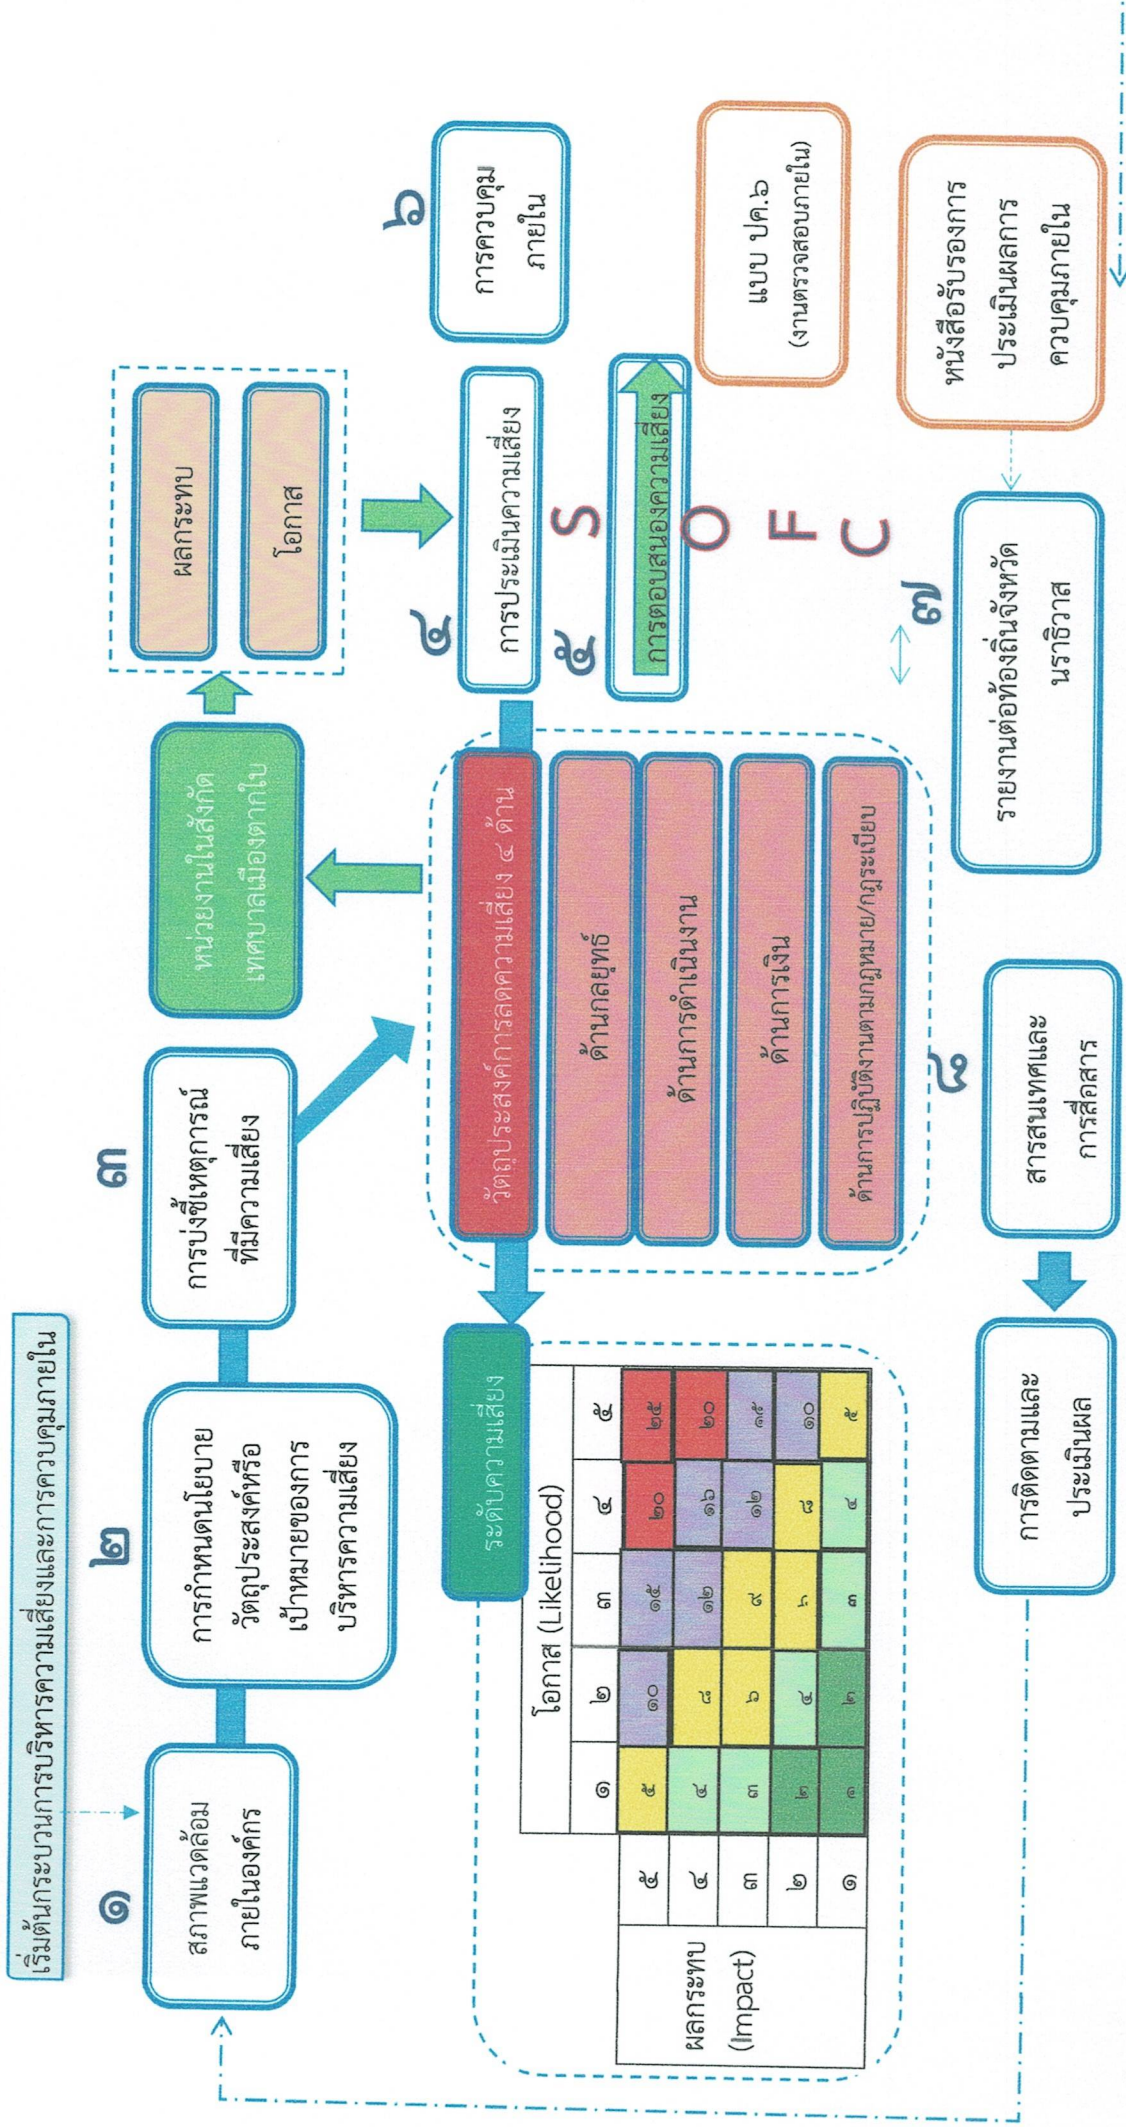 เริ่มต้นกระบวนการบริหารความเสี่ยงและการควบคุมภายใน
๑
สภาพแวดล้อม
ภายในองค์กร
๒
การกำหนดนโยบาย
วัตถุประสงค์หรือ
เป้าหมายของการ
บริหารความเสี่ยง
๓
การบ่งชี้เหตุการณ์
ที่มีความเสี่ยง
หน่วยงานในสังกัด
เทศบาลเมืองตากใบ
ผลกระทบ
โอกาส
๔
การประเมินความเสี่ยง
๖
การควบคุม
ภายใน
วัตถุประสงค์การลดความเสี่ยง ๔ ด้าน
ด้านกลยุทธ์
ด้านการดำเนินงาน
ด้านการเงิน
ด้านการปฏิบัติงานตามกฎหมาย/กฎระเบียบ
S
O
F
C
๕
การตอบสนองความเสี่ยง
แบบ ปค.๖
(งานตรวจสอบภายใน)
ระดับความเสี่ยง
โอกาส (Likelihood)
๑ ๒ ๓ ๔ ๕
ผลกระทบ
(Impact)
๕ ๕ ๑๐ ๑๕ ๒๐ ๒๕
๔ ๔ ๘ ๑๒ ๑๖ ๒๐
๓ ๓ ๖ ๙ ๑๒ ๑๕
๒ ๒ ๔ ๖ ๘ ๑๐
๑ ๑ ๒ ๓ ๔ ๕
๗
รายงานต่อท้องถิ่นจังหวัด
นราธิวาส
หนังสือรับรองการ
ประเมินผลการ
ควบคุมภายใน
๘
สารสนเทศและ
การสื่อสาร
การติดตามและ
ประเมินผล